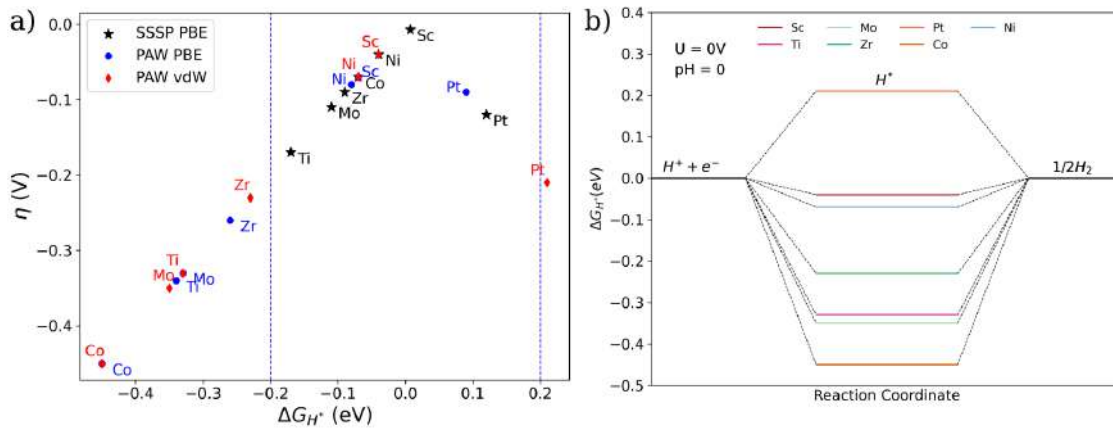 a)
SSSP PBE
PAW PBE
PAW vdW
η (V)
0.0
−0.1
−0.2
−0.3
−0.4
Sc
Sc
Ni
Ni
Sc
Ni
Co
Zr
Mo
Pt
Pt
Ti
Zr
Pt
Zr
Ti
Mo
Mo
Ti
Co
Co
−0.4 −0.3 −0.2 −0.1 0.0 0.1 0.2
ΔG_{H*} (eV)
b)
Sc Mo Pt Ni
Ti Zr Co
U = 0V
pH = 0
H*
H⁺ + e⁻
1/2H₂
ΔG_{H*}(eV)
0.4
0.3
0.2
0.1
0.0
−0.1
−0.2
−0.3
−0.4
−0.5
Reaction Coordinate